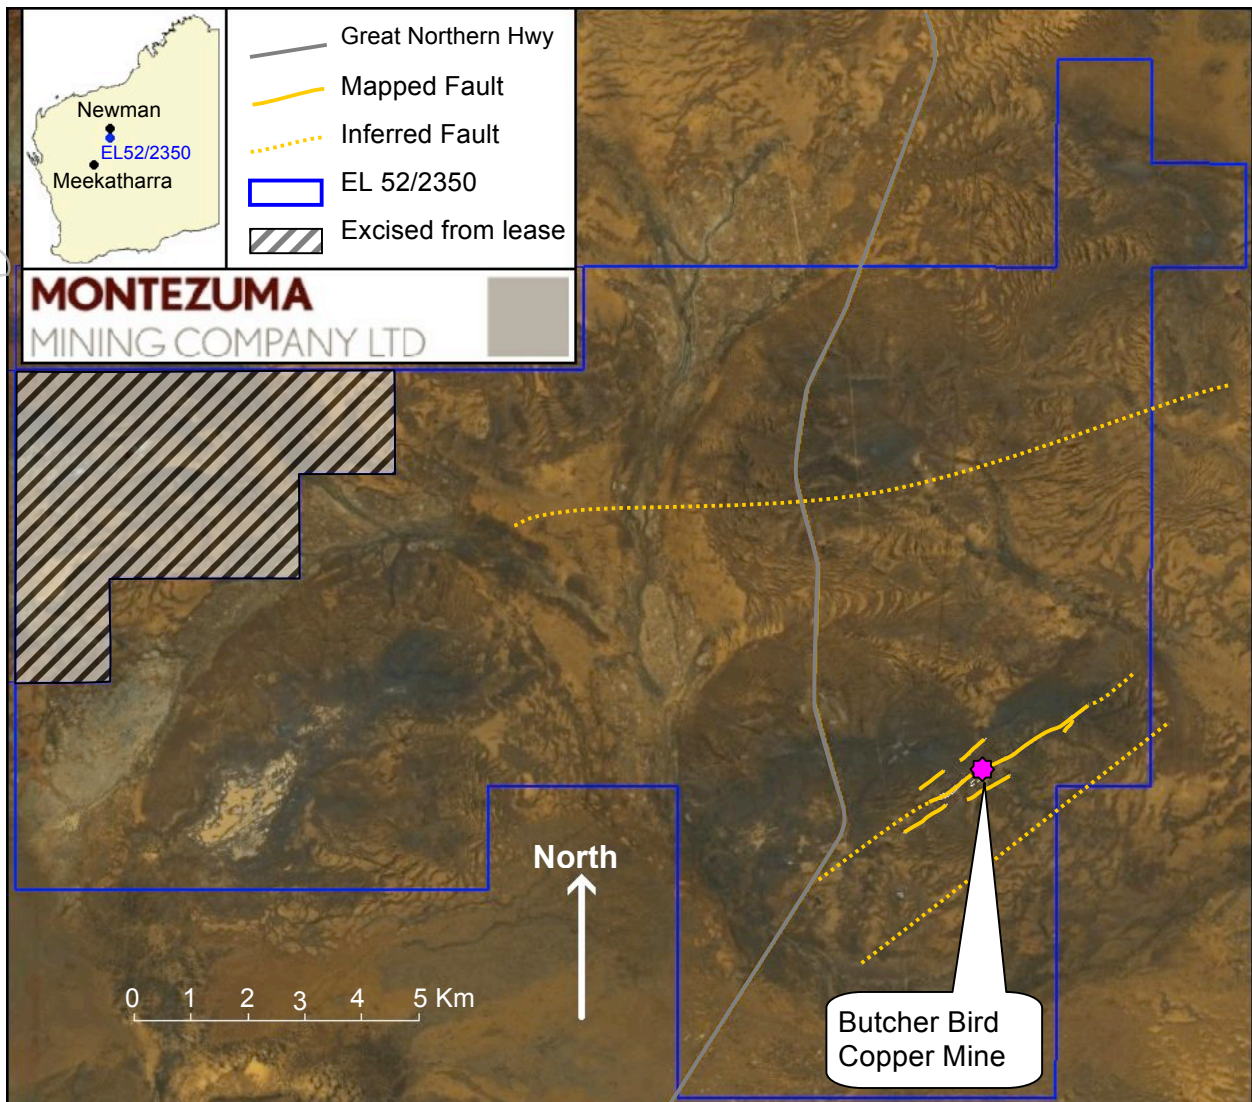 Newman
EL52/2350
Meekatharra
Great Northern Hwy
Mapped Fault
Inferred Fault
EL 52/2350
Excised from lease
MONTEZUMA
MINING COMPANY LTD
North
0 1 2 3 4 5 Km
Butcher Bird
Copper Mine